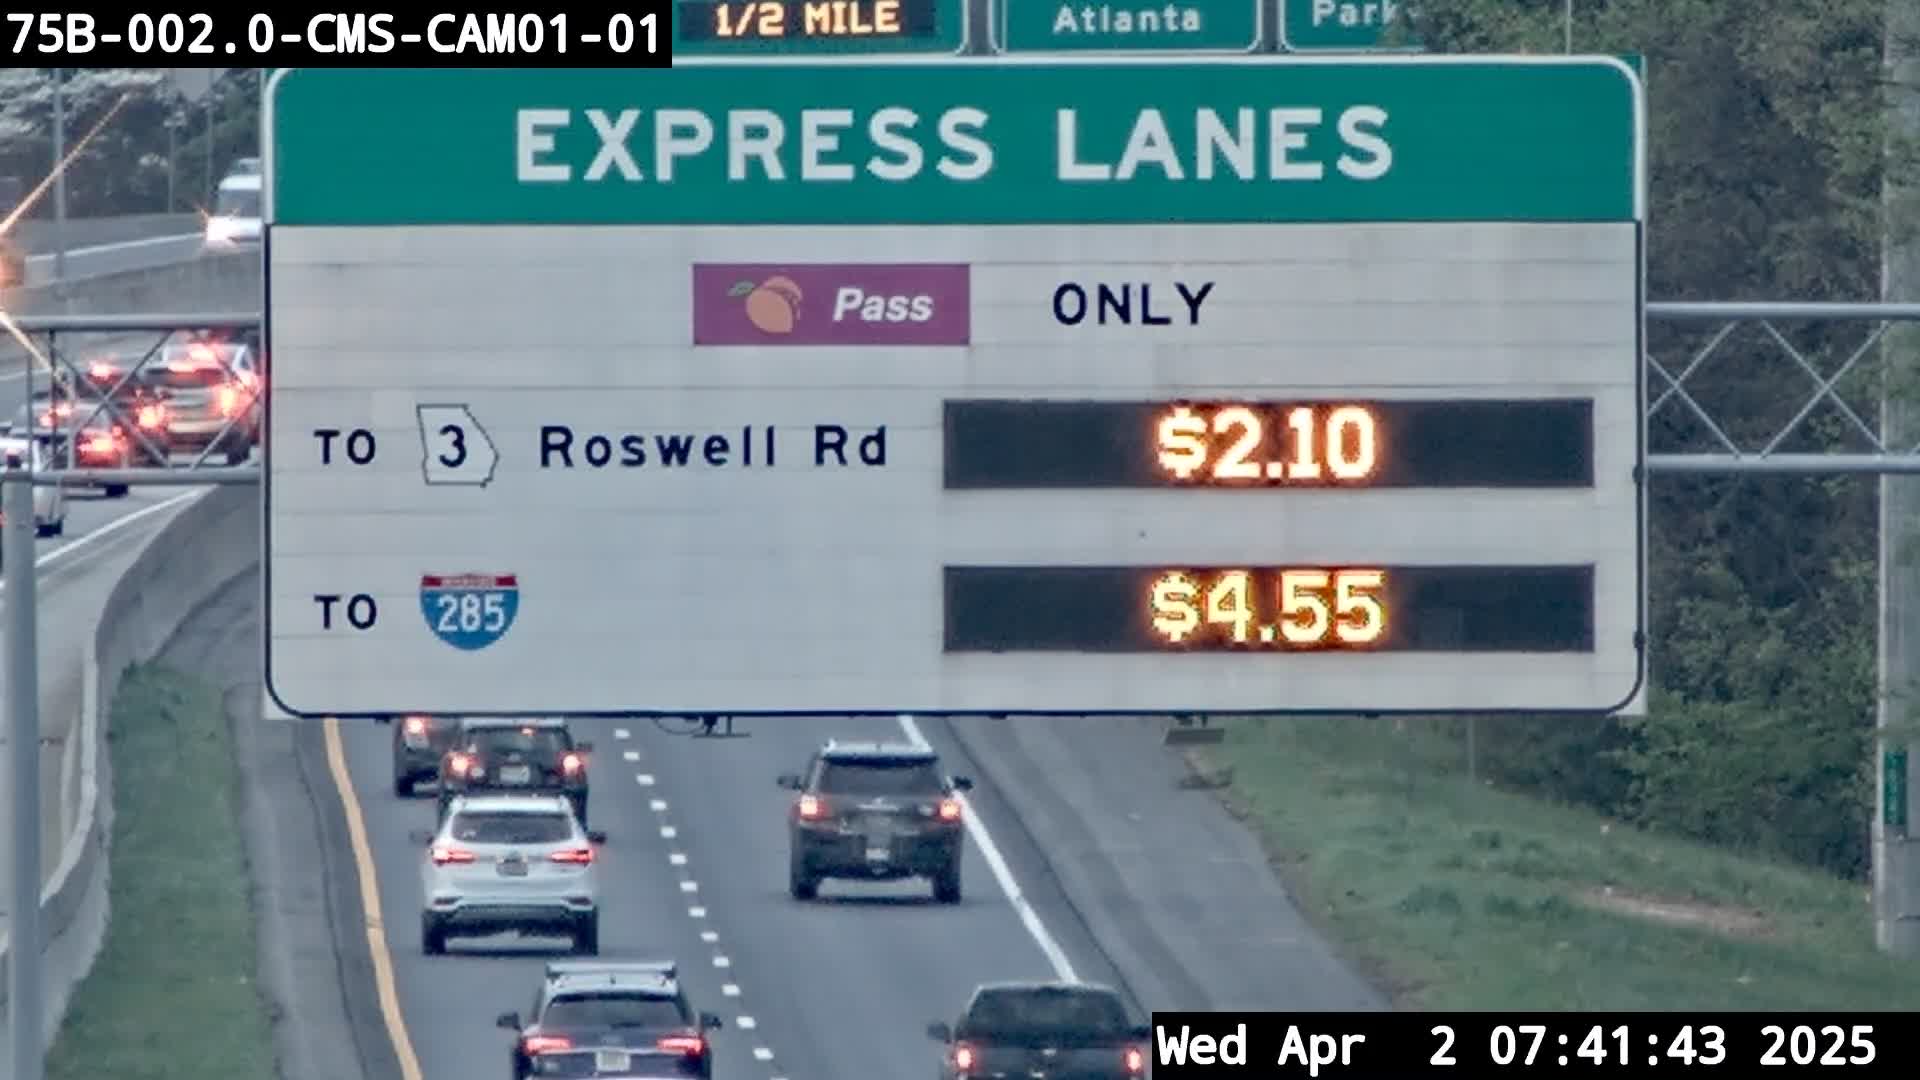 75B-002.0-CMS-CAM01-01
1/2 MILE
Atlanta
Park
EXPRESS LANES
Pass ONLY
TO 3 Roswell Rd $2.10
TO 285 $4.55
Wed Apr 2 07:41:43 2025